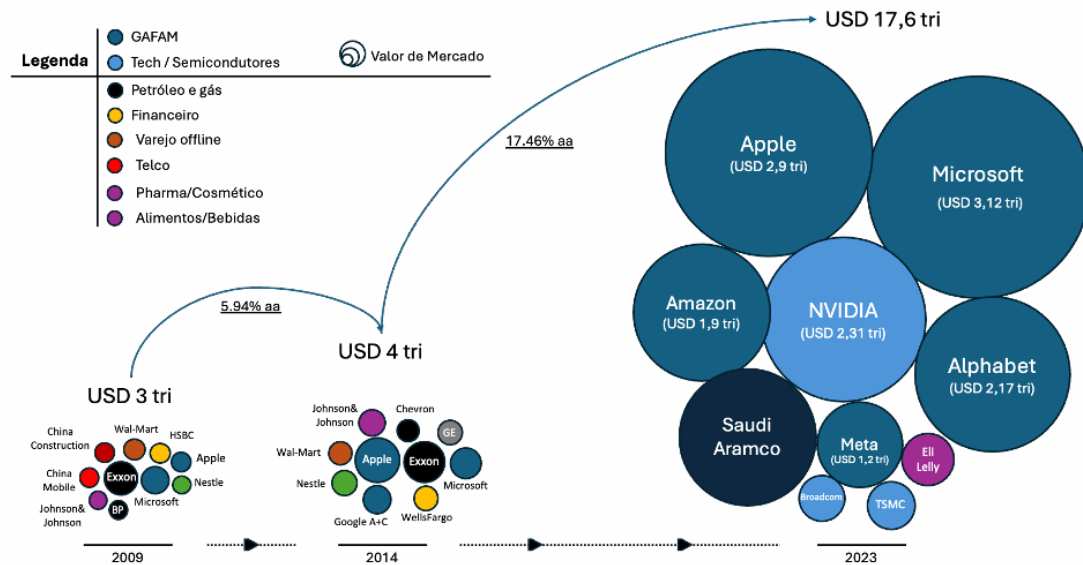 USD 17,6 tri
Legenda
GAFAM
Tech / Semicondutores
Petróleo e gás
Financeiro
Varejo offline
Telco
Pharma/Cosmético
Alimentos/Bebidas
Valor de Mercado
17.46% aa
5.94% aa
Apple
(USD 2,9 tri)
Microsoft
(USD 3,12 tri)
Amazon
(USD 1,9 tri)
NVIDIA
(USD 2,31 tri)
Alphabet
(USD 2,17 tri)
Saudi
Aramco
Meta
(USD 1,2 tri)
Eli
Lelly
Broadcom
TSMC
USD 4 tri
Johnson&
Johnson
Chevron
GE
Wal-Mart
Apple
Exxon
Nestle
Microsoft
Google A+C
WellsFargo
USD 3 tri
China
Construction
Wal-Mart
HSBC
Apple
China
Mobile
Exxon
Nestle
Microsoft
Johnson&
Johnson
BP
2009
2014
2023